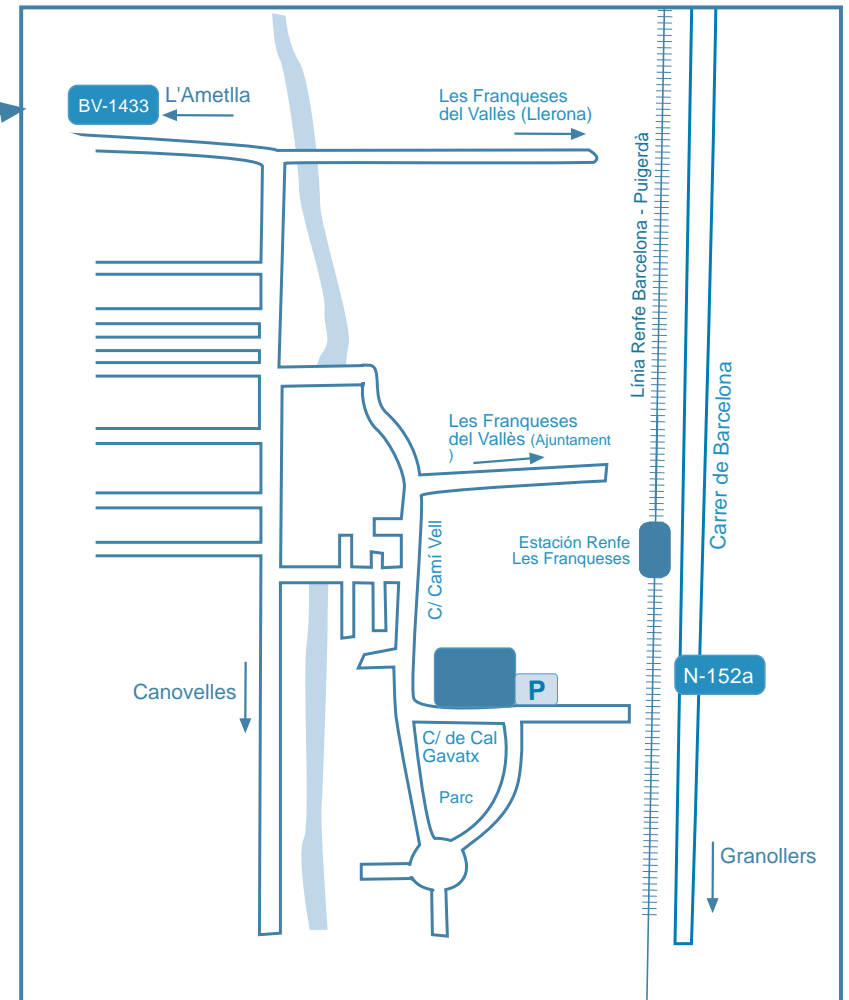 BV-1433
L'Ametlla
Les Franqueses
del Vallès (Llerona)
Línia Renfe Barcelona - Puigerdà
Carrer de Barcelona
Les Franqueses
del Vallès (Ajuntament
)
Estación Renfe
Les Franqueses
C/ Camí Vell
N-152a
P
Canovelles
C/ de Cal
Gavatx
Parc
Granollers